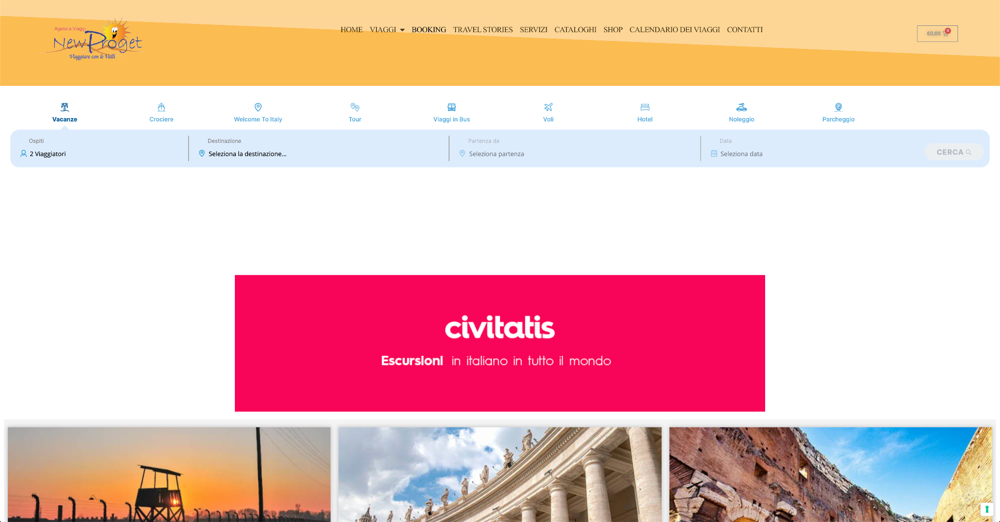 Agenzia Viaggi
New Proget
Viaggiare con le Valli
HOME VIAGGI BOOKING TRAVEL STORIES SERVIZI CATALOGHI SHOP CALENDARIO DEI VIAGGI CONTATTI
€0,00 0
Vacanze Crociere Welcome To Italy Tour Viaggi in Bus Voli Hotel Noleggio Parcheggio
Ospiti Destinazione Partenza da Data
2 Viaggiatori Seleziona la destinazione... Seleziona partenza Seleziona data CERCA
civitatis
Escursioni in italiano in tutto il mondo